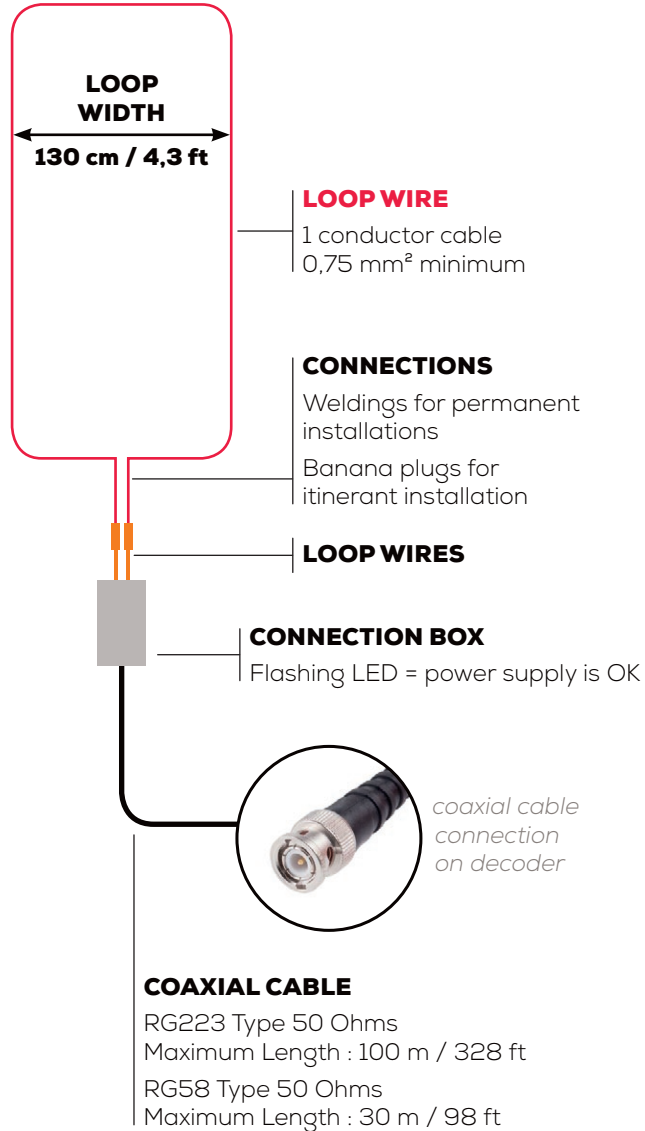 LOOP
WIDTH
130 cm / 4,3 ft
LOOP WIRE
1 conductor cable
0,75 mm² minimum
CONNECTIONS
Weldings for permanent
installations
Banana plugs for
itinerant installation
LOOP WIRES
CONNECTION BOX
Flashing LED = power supply is OK
coaxial cable
connection
on decoder
COAXIAL CABLE
RG223 Type 50 Ohms
Maximum Length : 100 m / 328 ft
RG58 Type 50 Ohms
Maximum Length : 30 m / 98 ft